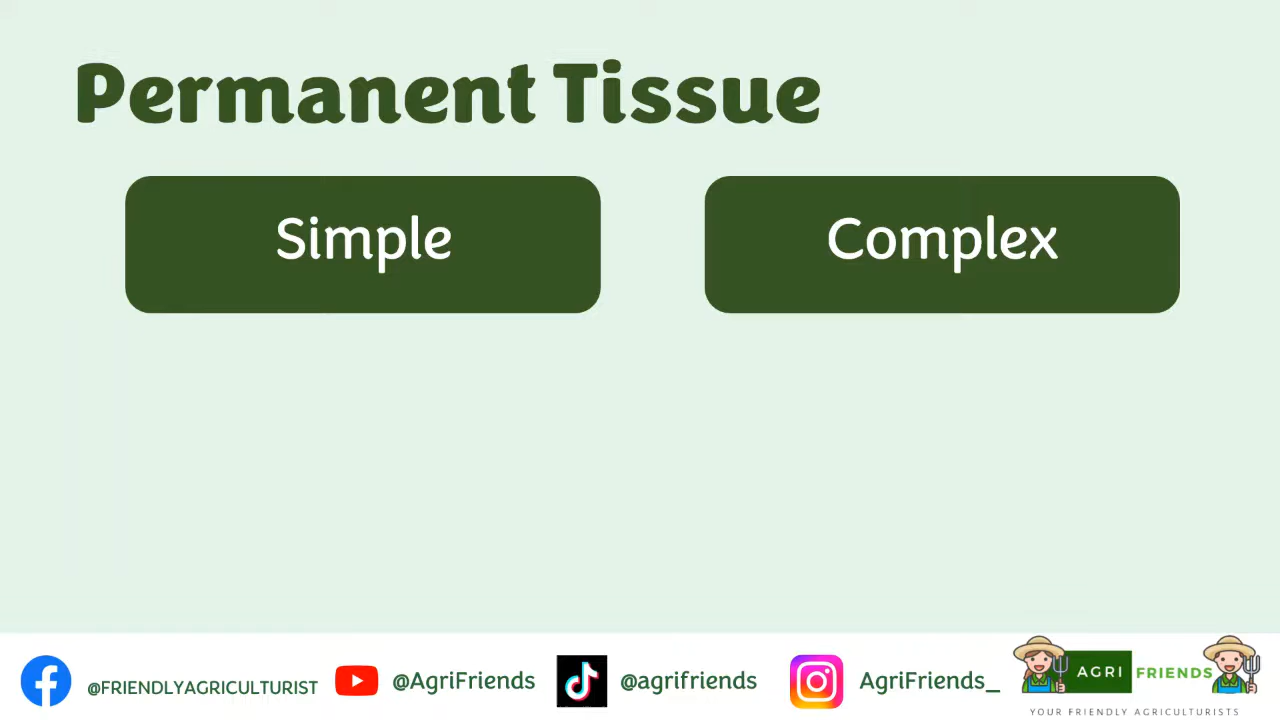 Permanent Tissue
Simple
Complex
@FRIENDLYAGRICULTURIST
@AgriFriends
@agrifriends
AgriFriends_
AGRI FRIENDS
YOUR FRIENDLY AGRICULTURISTS